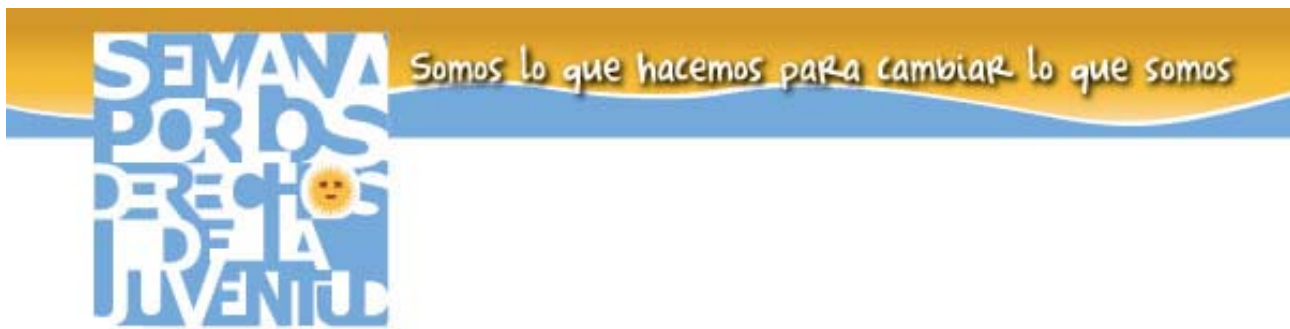 SEMANA
POR LOS
DERECHOS
DE LA
JUVENTUD
Somos lo que hacemos paRa cambiaR lo que somos